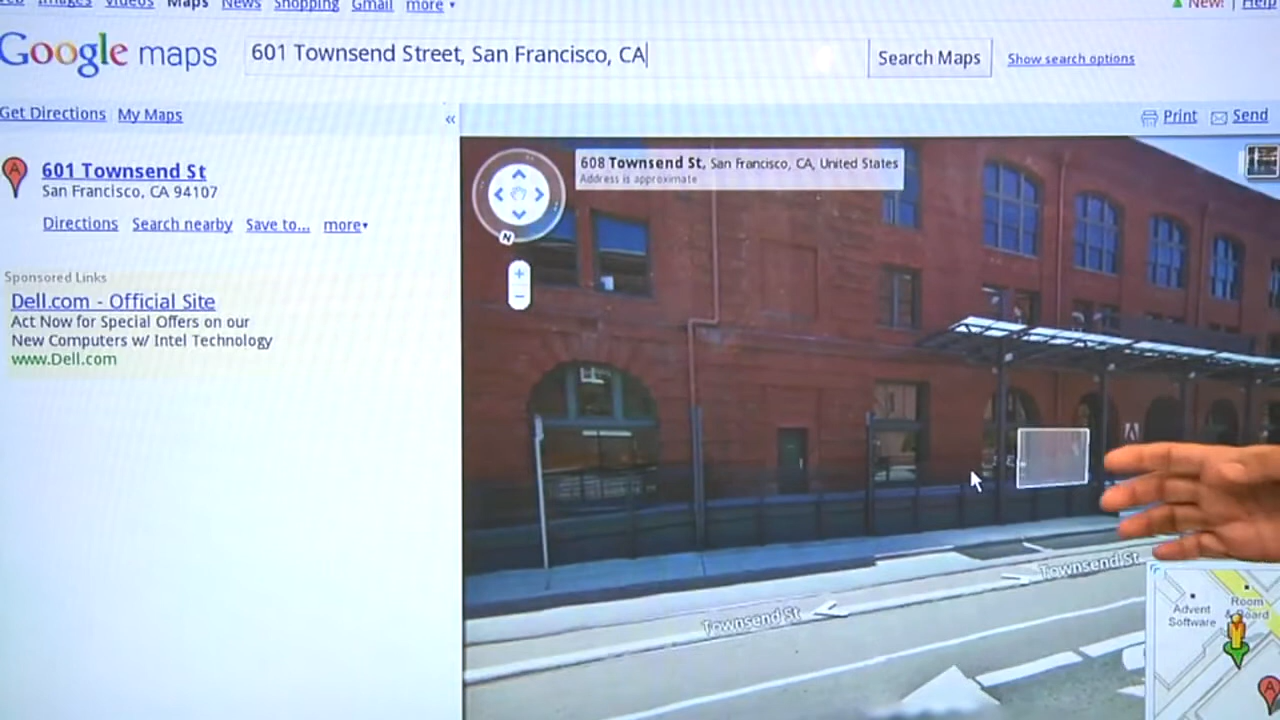 Web Images Videos Maps News Shopping Gmail more ▾
New! | Help
Google maps
601 Townsend Street, San Francisco, CA
Search Maps
Show search options
Get Directions My Maps
«
Print Send
A
601 Townsend St
San Francisco, CA 94107
Directions Search nearby Save to... more▾
Sponsored Links
Dell.com - Official Site
Act Now for Special Offers on our
New Computers w/ Intel Technology
www.Dell.com
608 Townsend St, San Francisco, CA, United States
Address is approximate
N
+
−
Townsend St
Townsend St
Advent
Software
Room
& Board
A